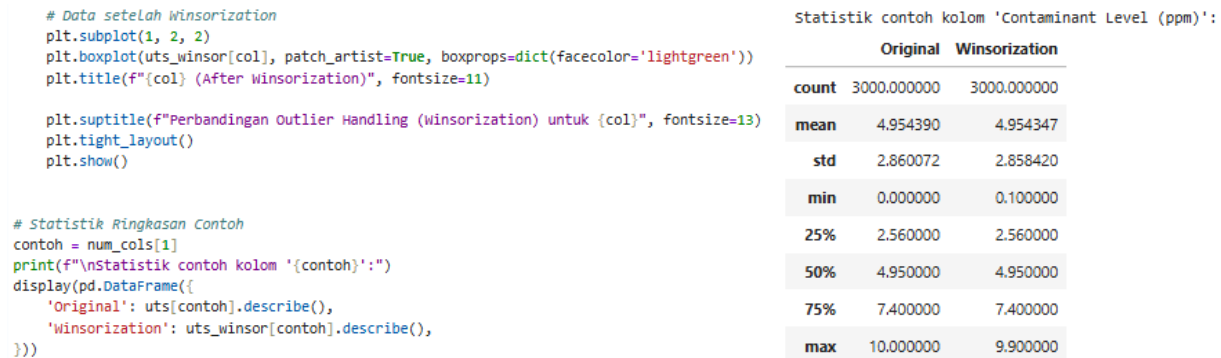 # Data setelah Winsorization
plt.subplot(1, 2, 2)
plt.boxplot(uts_winsor[col], patch_artist=True, boxprops=dict(facecolor='lightgreen'))
plt.title(f"{col} (After Winsorization)", fontsize=11)
plt.suptitle(f"Perbandingan Outlier Handling (Winsorization) untuk {col}", fontsize=13)
plt.tight_layout()
plt.show()
# Statistik Ringkasan Contoh
contoh = num_cols[1]
print(f"\nStatistik contoh kolom '{contoh}':")
display(pd.DataFrame({
'Original': uts[contoh].describe(),
'Winsorization': uts_winsor[contoh].describe(),
}))
Statistik contoh kolom 'Contaminant Level (ppm)':
Original Winsorization
count 3000.000000 3000.000000
mean 4.954390 4.954347
std 2.860072 2.858420
min 0.000000 0.100000
25% 2.560000 2.560000
50% 4.950000 4.950000
75% 7.400000 7.400000
max 10.000000 9.900000